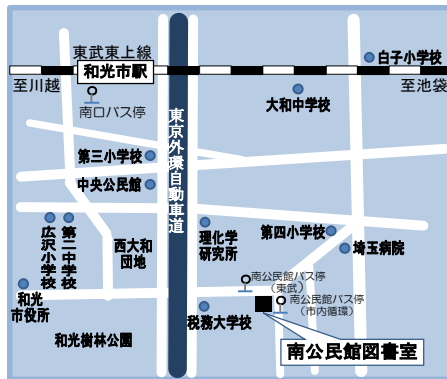 東武東上線
和光市駅
至川越
至池袋
白子小学校
南口バス停
大和中学校
東京外環自動車道
第三小学校
中央公民館
広沢小学校
第二中学校
西大和
団地
理化学
研究所
第四小学校
埼玉病院
南公民館バス停
(東武)
南公民館バス停
(市内循環)
和光
市役所
税務大学校
和光樹林公園
南公民館図書室